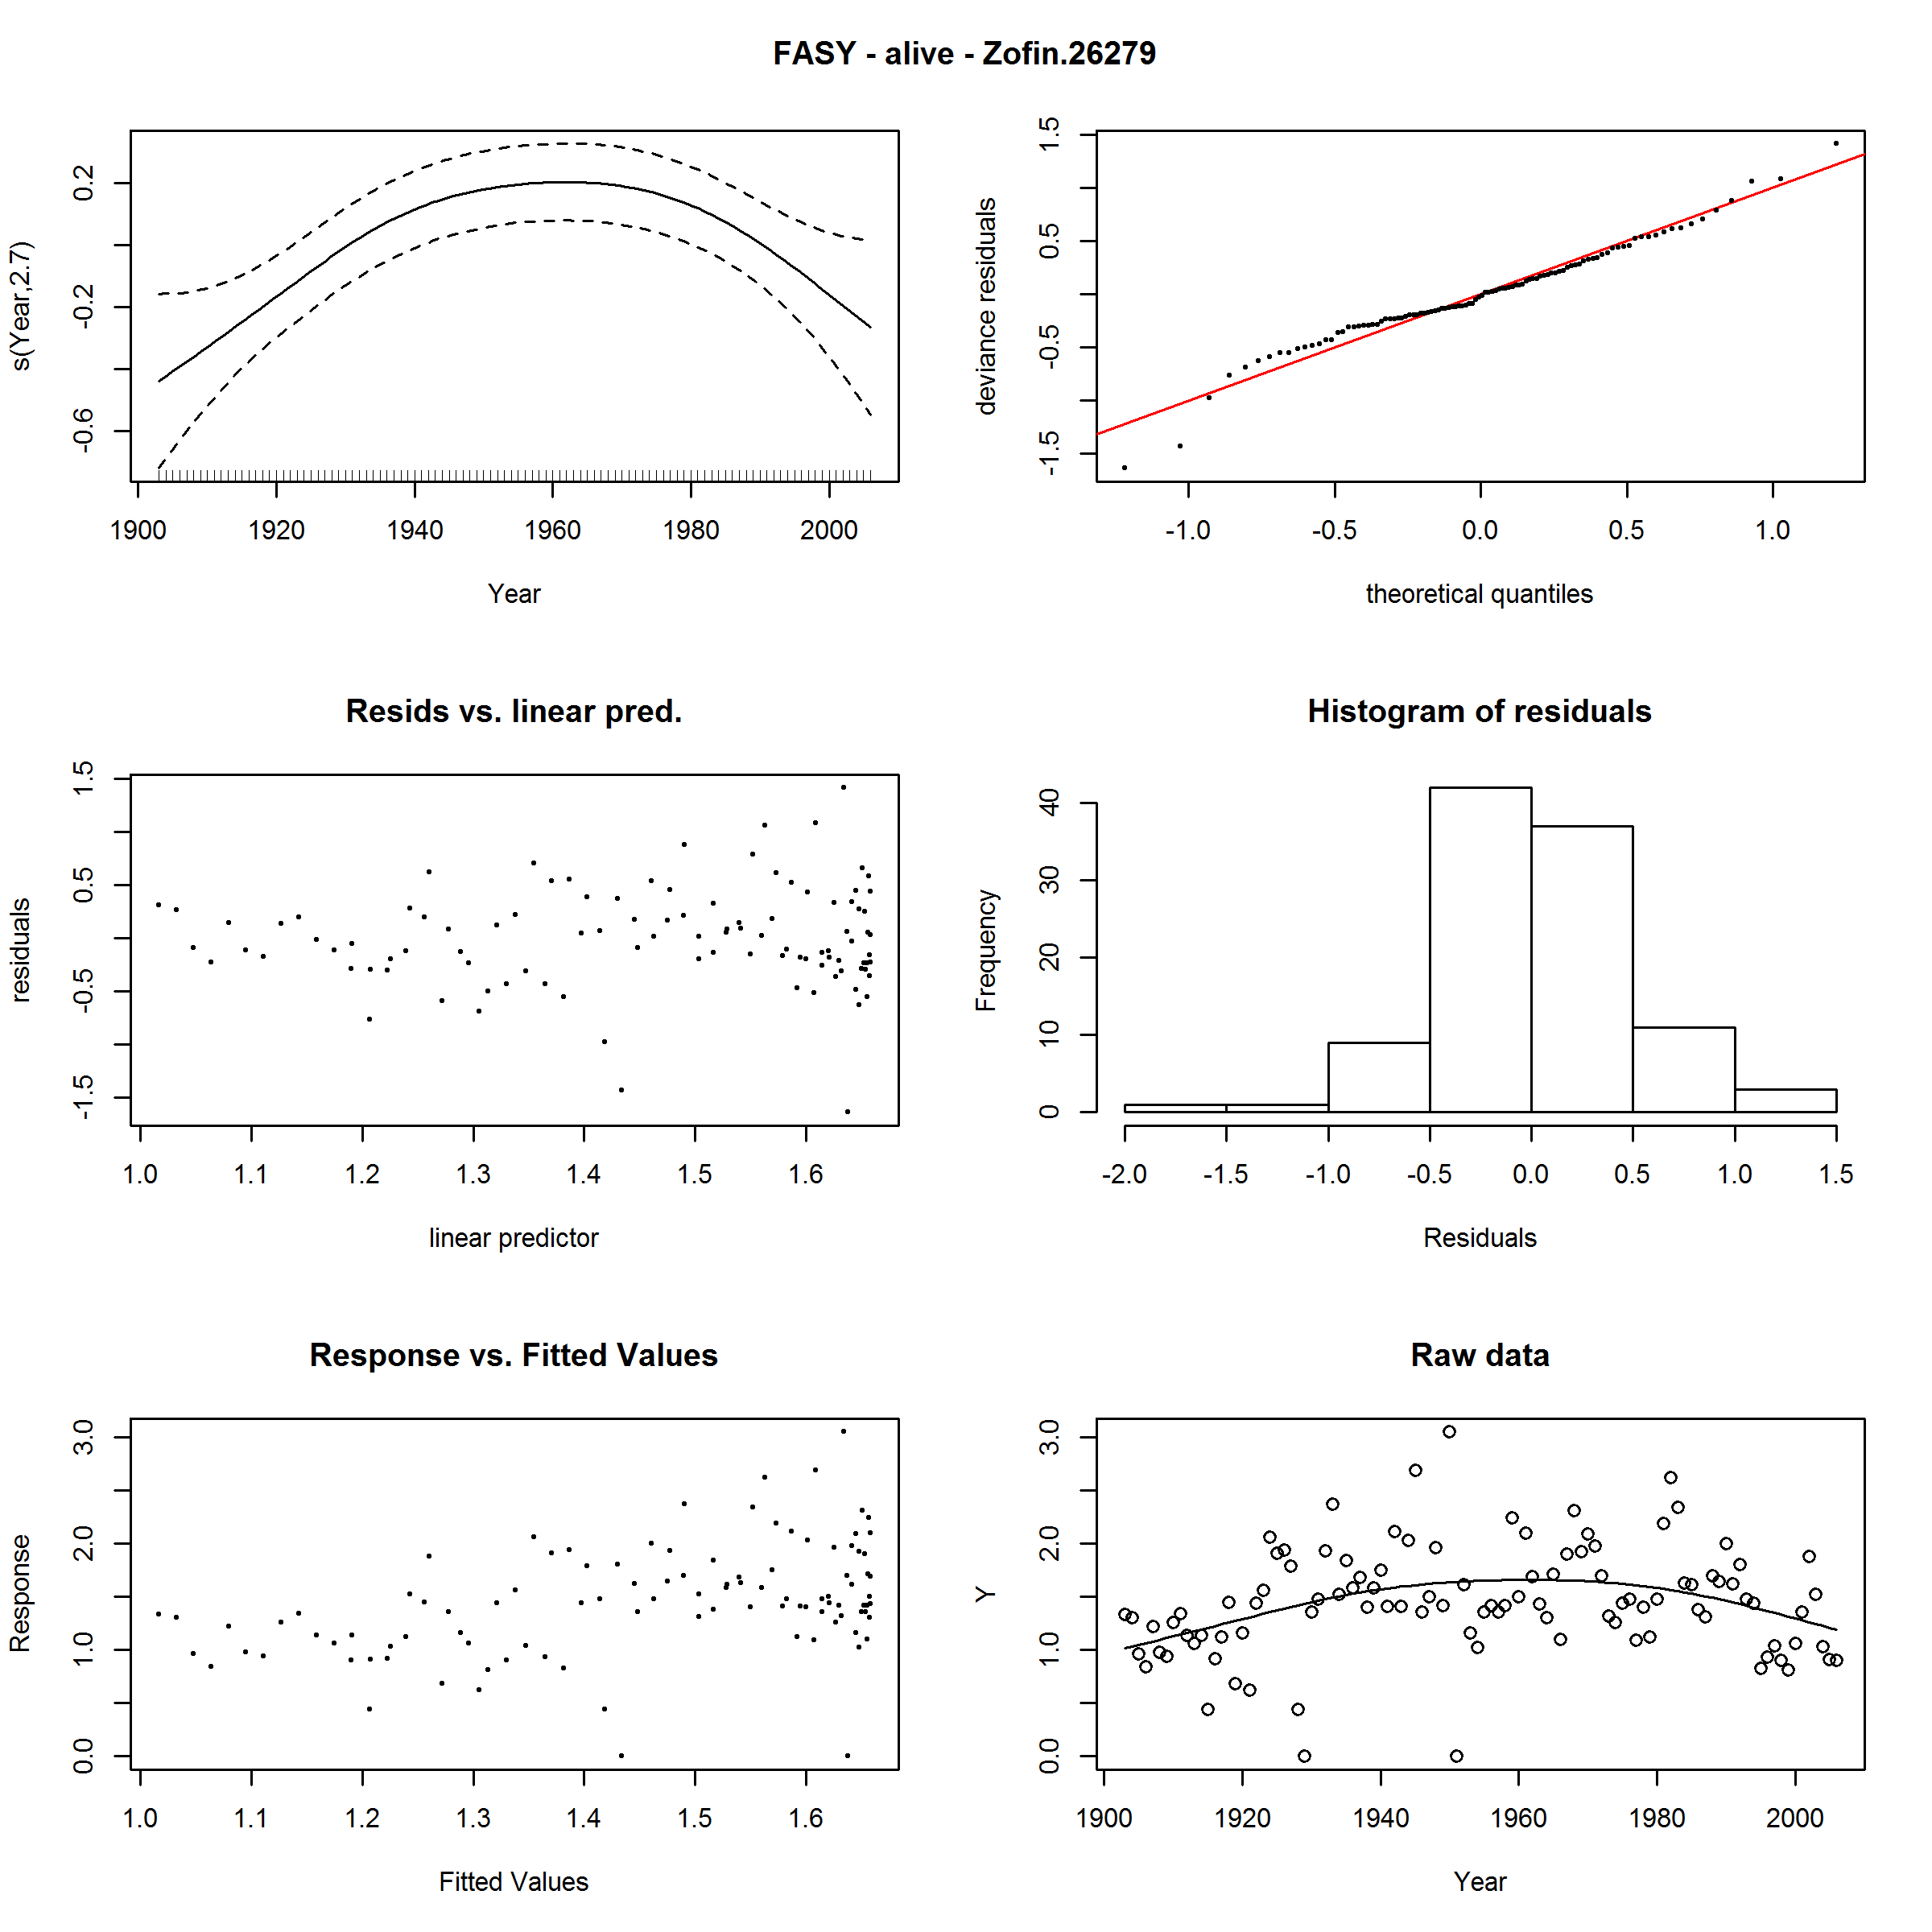 FASY - alive - Zofin.26279
s(Year,2.7)
0.2
-0.2
-0.6
1900 1920 1940 1960 1980 2000
Year
deviance residuals
1.5
0.5
-0.5
-1.5
-1.0 -0.5 0.0 0.5 1.0
theoretical quantiles
Resids vs. linear pred.
residuals
1.5
0.5
-0.5
-1.5
1.0 1.1 1.2 1.3 1.4 1.5 1.6
linear predictor
Histogram of residuals
Frequency
40
30
20
10
0
-2.0 -1.5 -1.0 -0.5 0.0 0.5 1.0 1.5
Residuals
Response vs. Fitted Values
Response
3.0
2.0
1.0
0.0
1.0 1.1 1.2 1.3 1.4 1.5 1.6
Fitted Values
Raw data
Y
3.0
2.0
1.0
0.0
1900 1920 1940 1960 1980 2000
Year